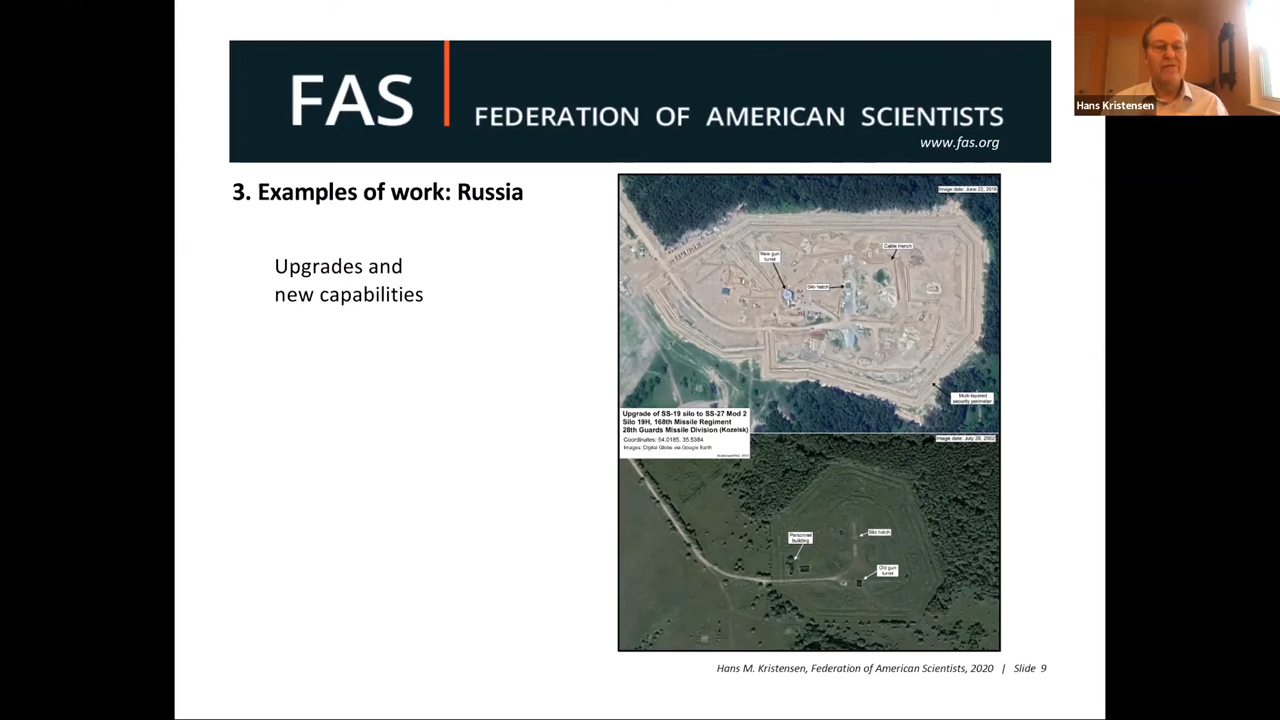 FAS
FEDERATION OF AMERICAN SCIENTISTS
www.fas.org
Hans Kristensen
3. Examples of work: Russia
Upgrades and
new capabilities
Image date: June 22, 2016
Cable trench
New gun
turret
Silo hatch
Multi-layered
security perimeter
Upgrade of SS-19 silo to SS-27 Mod 2
Silo 19H, 168th Missile Regiment
28th Guards Missile Division (Kozelsk)
Coordinates: 54.0185, 35.5384
Images: Digital Globe via Google Earth
Image date: July 28, 2002
Personnel
building
Silo hatch
Old gun
turret
Hans M. Kristensen, Federation of American Scientists, 2020 | Slide 9